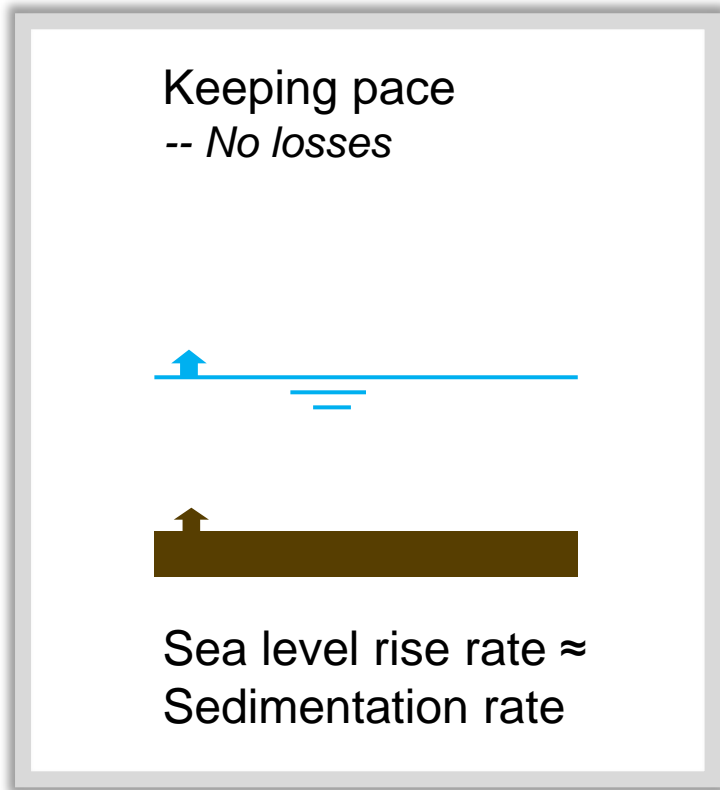 Keeping pace
-- No losses
Sea level rise rate ≈
Sedimentation rate